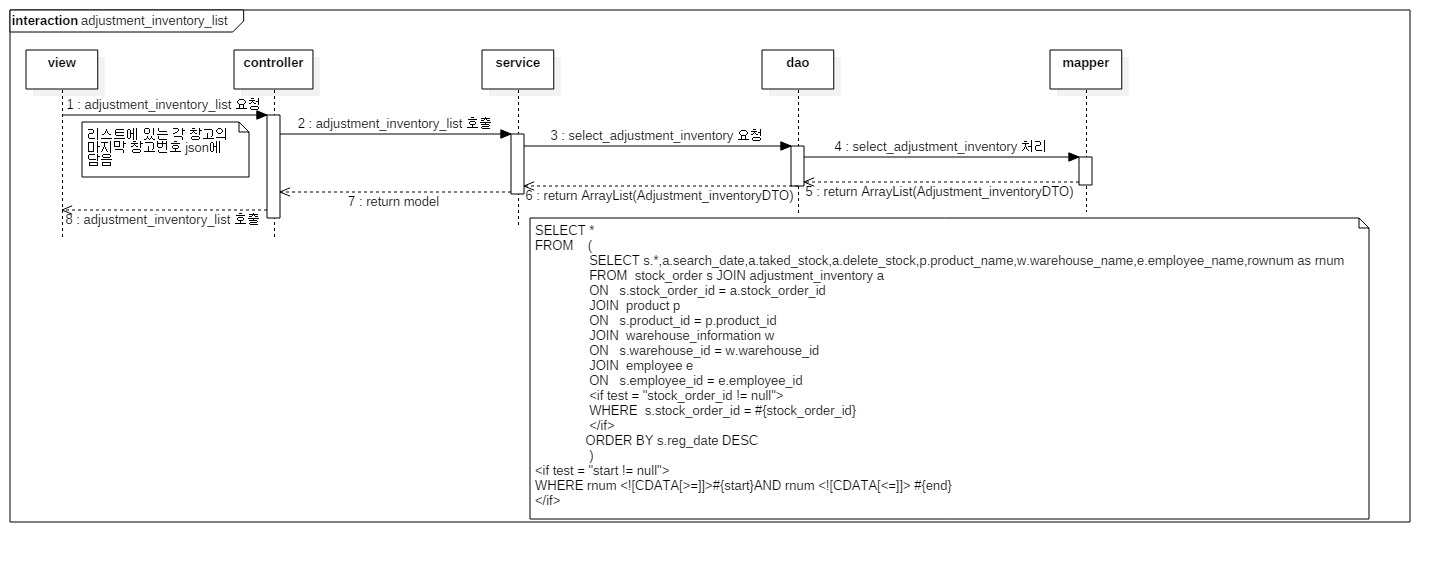 interaction adjustment_inventory_list
view
controller
service
dao
mapper
1 : adjustment_inventory_list 요청
리스트에 있는 각 창고의
마지막 창고번호 json에
담음
2 : adjustment_inventory_list 호출
3 : select_adjustment_inventory 요청
4 : select_adjustment_inventory 처리
5 : return ArrayList(Adjustment_inventoryDTO)
6 : return ArrayList(Adjustment_inventoryDTO)
7 : return model
8 : adjustment_inventory_list 호출
SELECT *
FROM (
SELECT s.*,a.search_date,a.taked_stock,a.delete_stock,p.product_name,w.warehouse_name,e.employee_name,rownum as rnum
FROM stock_order s JOIN adjustment_inventory a
ON s.stock_order_id = a.stock_order_id
JOIN product p
ON s.product_id = p.product_id
JOIN warehouse_information w
ON s.warehouse_id = w.warehouse_id
JOIN employee e
ON s.employee_id = e.employee_id
<if test = "stock_order_id != null">
WHERE s.stock_order_id = #{stock_order_id}
</if>
ORDER BY s.reg_date DESC
)
<if test = "start != null">
WHERE rnum <![CDATA[>=]]>#{start}AND rnum <![CDATA[<=]]> #{end}
</if>